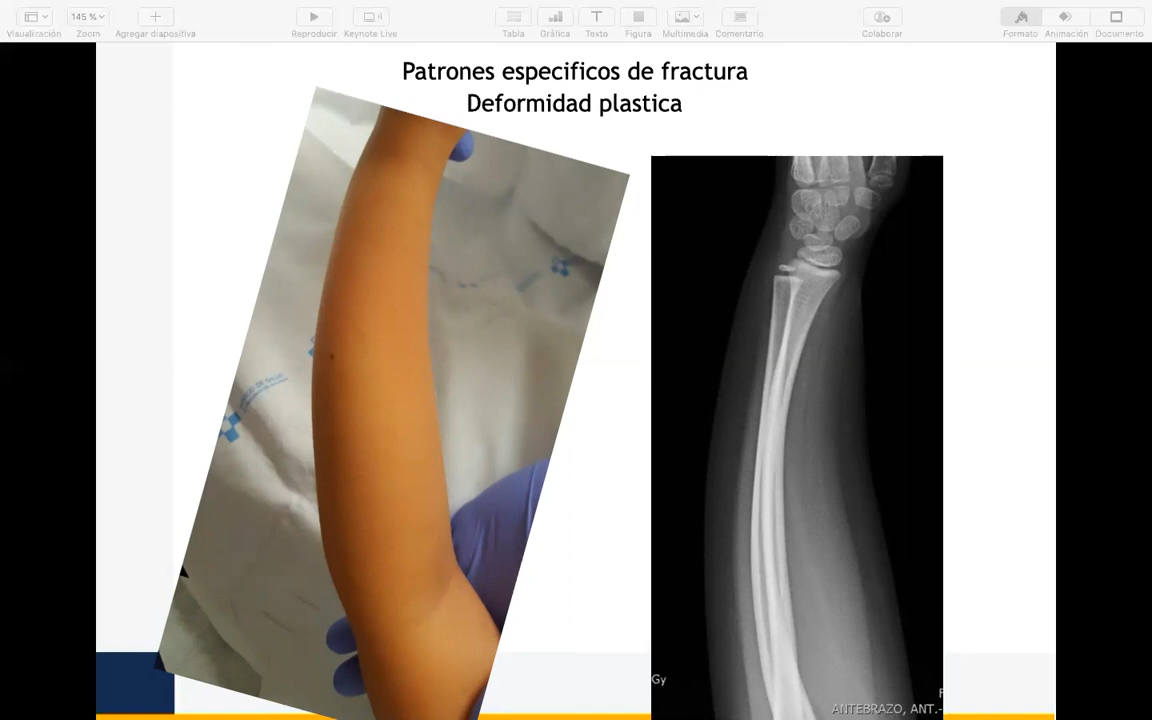 145 %
Visualización Zoom Agregar diapositiva Reproducir Keynote Live Tabla Gráfica Texto Figura Multimedia Comentario Colaborar Formato Animación Documento
Patrones especificos de fractura
Deformidad plastica
Gy
ANTEBRAZO, ANT.-